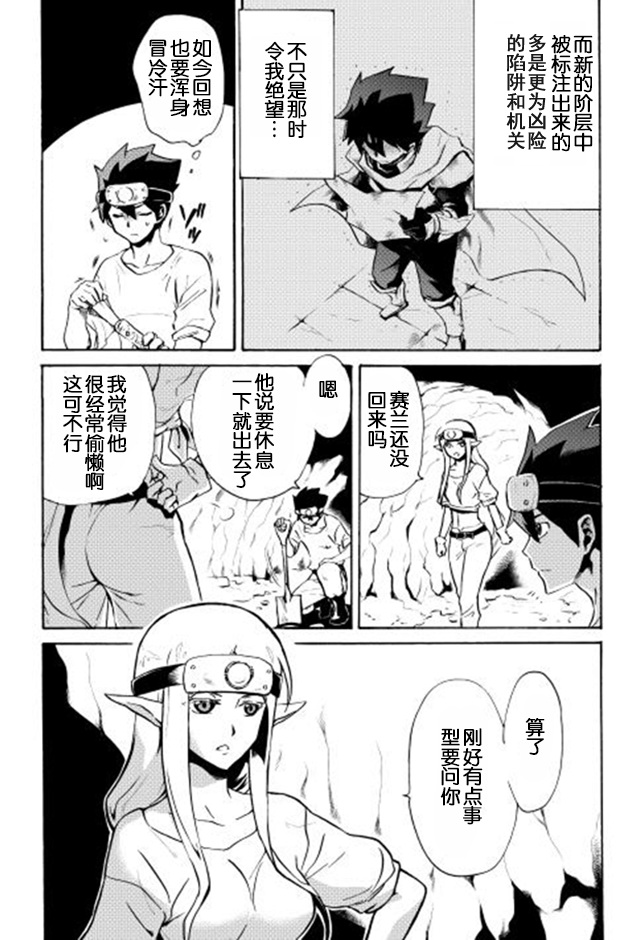 而新的阶层中
被标注出来的
多是更为凶险
的陷阱和机关
不只是那时
令我绝望…
如今回想
也要浑身
冒冷汗
赛兰还没
回来吗
嗯
他说要休息
一下就出去了
我觉得他
很经常偷懒啊
这可不行
算了
刚好有点事
型要问你